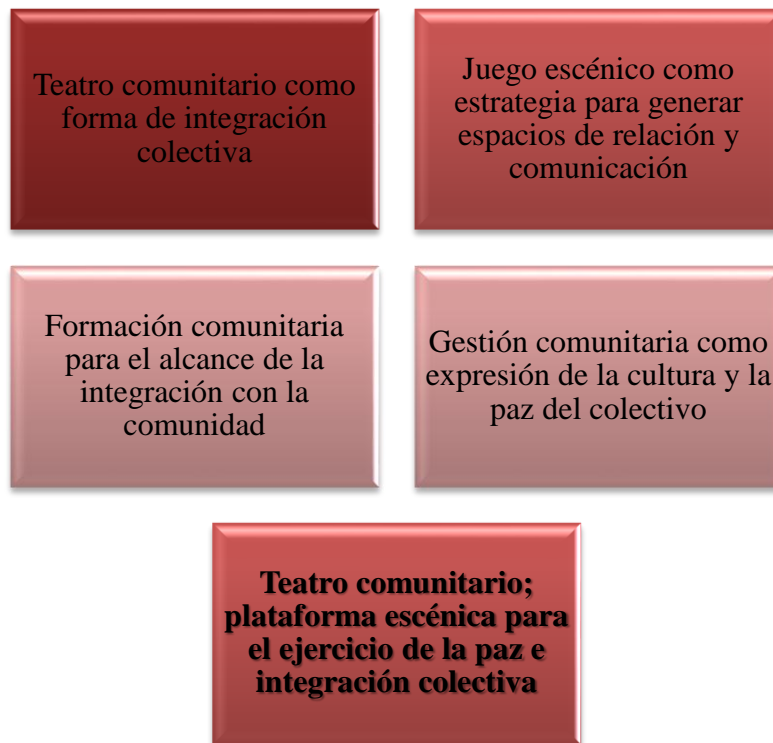 Teatro comunitario como
forma de integración
colectiva
Juego escénico como
estrategia para generar
espacios de relación y
comunicación
Formación comunitaria
para el alcance de la
integración con la
comunidad
Gestión comunitaria como
expresión de la cultura y la
paz del colectivo
Teatro comunitario;
plataforma escénica para
el ejercicio de la paz e
integración colectiva